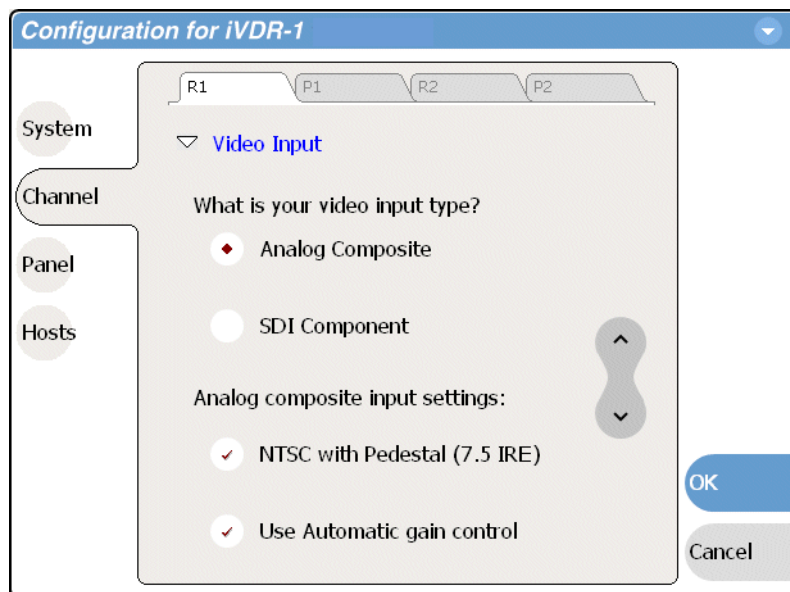 Configuration for iVDR-1
R1 P1 R2 P2
System
Channel
Panel
Hosts
Video Input
What is your video input type?
Analog Composite
SDI Component
Analog composite input settings:
NTSC with Pedestal (7.5 IRE)
Use Automatic gain control
OK
Cancel